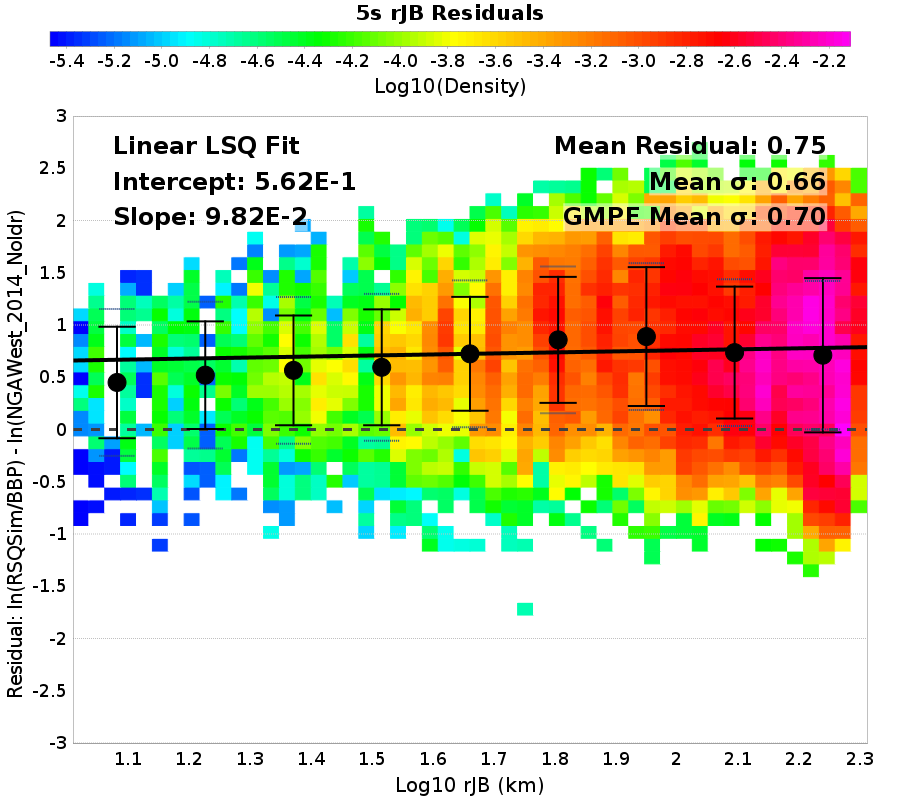 5s rJB Residuals
-5.4 -5.2 -5.0 -4.8 -4.6 -4.4 -4.2 -4.0 -3.8 -3.6 -3.4 -3.2 -3.0 -2.8 -2.6 -2.4 -2.2
Log10(Density)
Linear LSQ Fit
Intercept: 5.62E-1
Slope: 9.82E-2
Mean Residual: 0.75
Mean σ: 0.66
GMPE Mean σ: 0.70
Residual: ln(RSQSim/BBP) - ln(NGAWest_2014_NoIdr)
3
2.5
2
1.5
1
0.5
0
-0.5
-1
-1.5
-2
-2.5
-3
1.1 1.2 1.3 1.4 1.5 1.6 1.7 1.8 1.9 2 2.1 2.2 2.3
Log10 rJB (km)